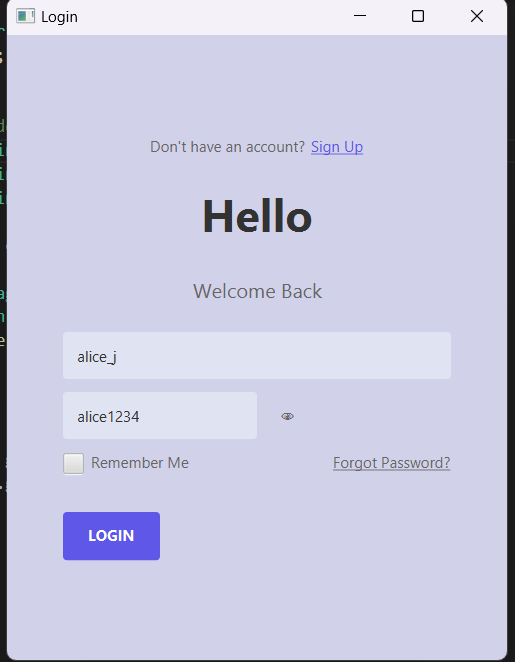 Login
Don't have an account? Sign Up
Hello
Welcome Back
alice_j
alice1234
Remember Me
Forgot Password?
LOGIN